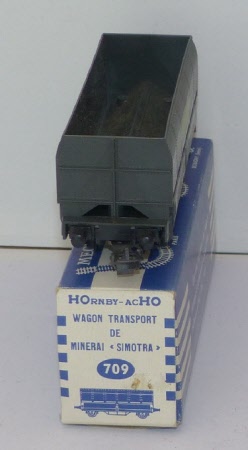 HORNBY-ACHO
WAGON TRANSPORT
DE
MINERAI « SIMOTRA »
709